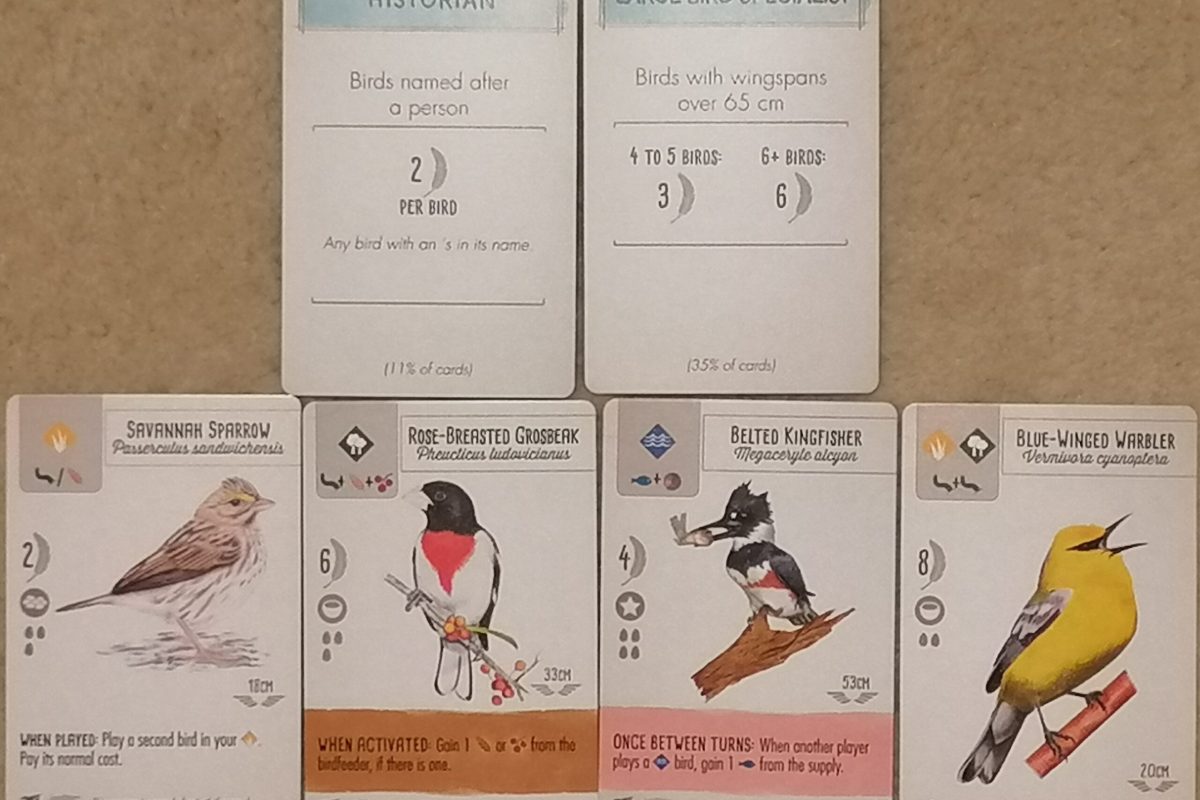 HISTORIAN
LARGE BIRD SPECIALIST
Birds named after
a person
2
PER BIRD
Any bird with an 's in its name.
(11% of cards)
Birds with wingspans
over 65 cm
4 TO 5 BIRDS:
6+ BIRDS:
3
6
(35% of cards)
SAVANNAH SPARROW
Passerculus sandwichensis
/
2
18CM
WHEN PLAYED: Play a second bird in your .
Pay its normal cost.
ROSE-BREASTED GROSBEAK
Pheucticus ludovicianus
+ +
6
33CM
WHEN ACTIVATED: Gain 1 or from the
birdfeeder, if there is one.
BELTED KINGFISHER
Megaceryle alcyon
+
4
53CM
ONCE BETWEEN TURNS: When another player
plays a bird, gain 1 from the supply.
BLUE-WINGED WARBLER
Vermivora cyanoptera
+
8
20CM